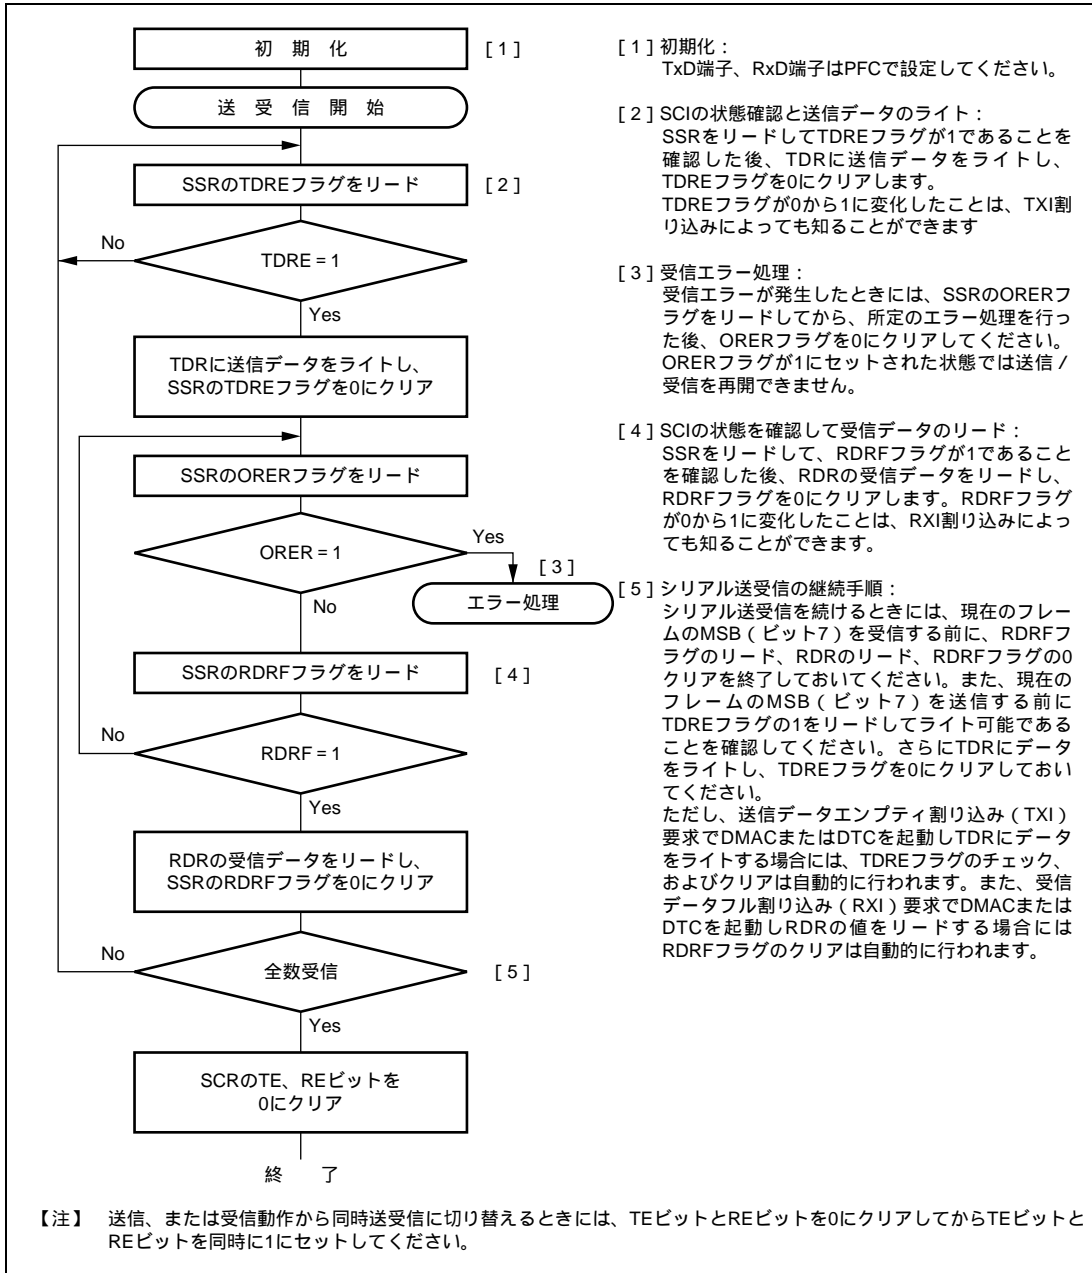 初 期 化 [1]
送 受 信 開 始
SSRのTDREフラグをリード [2]
No
TDRE = 1
Yes
TDRに送信データをライトし、
SSRのTDREフラグを0にクリア
SSRのORERフラグをリード
ORER = 1
Yes
[3]
エラー処理
No
SSRのRDRFフラグをリード [4]
No
RDRF = 1
Yes
RDRの受信データをリードし、
SSRのRDRFフラグを0にクリア
No
全数受信 [5]
Yes
SCRのTE、REビットを
0にクリア
終 了
[1] 初期化：
TxD端子、RxD端子はPFCで設定してください。
[2] SCIの状態確認と送信データのライト：
SSRをリードしてTDREフラグが1であることを
確認した後、TDRに送信データをライトし、
TDREフラグを0にクリアします。
TDREフラグが0から1に変化したことは、TXI割
り込みによっても知ることができます
[3] 受信エラー処理：
受信エラーが発生したときには、SSRのORERフ
ラグをリードしてから、所定のエラー処理を行っ
た後、ORERフラグを0にクリアしてください。
ORERフラグが1にセットされた状態では送信／
受信を再開できません。
[4] SCIの状態を確認して受信データのリード：
SSRをリードして、RDRFフラグが1であること
を確認した後、RDRの受信データをリードし、
RDRFフラグを0にクリアします。RDRFフラグ
が0から1に変化したことは、RXI割り込みによっ
ても知ることができます。
[5] シリアル送受信の継続手順：
シリアル送受信を続けるときには、現在のフレー
ムのMSB（ビット7）を受信する前に、RDRFフ
ラグのリード、RDRのリード、RDRFフラグの0
クリアを終了しておいてください。また、現在の
フレームのMSB（ビット7）を送信する前に
TDREフラグの1をリードしてライト可能である
ことを確認してください。さらにTDRにデータ
をライトし、TDREフラグを0にクリアしておい
てください。
ただし、送信データエンプティ割り込み（TXI）
要求でDMACまたはDTCを起動しTDRにデータ
をライトする場合には、TDREフラグのチェック、
およびクリアは自動的に行われます。また、受信
データフル割り込み（RXI）要求でDMACまたは
DTCを起動しRDRの値をリードする場合には
RDRFフラグのクリアは自動的に行われます。
【注】 送信、または受信動作から同時送受信に切り替えるときには、TEビットとREビットを0にクリアしてからTEビットと
REビットを同時に1にセットしてください。